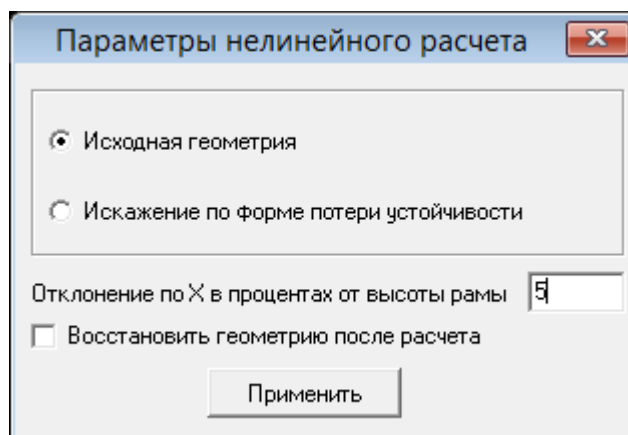 Параметры нелинейного расчета
Исходная геометрия
Искажение по форме потери устойчивости
Отклонение по X в процентах от высоты рамы 5
Восстановить геометрию после расчета
Применить